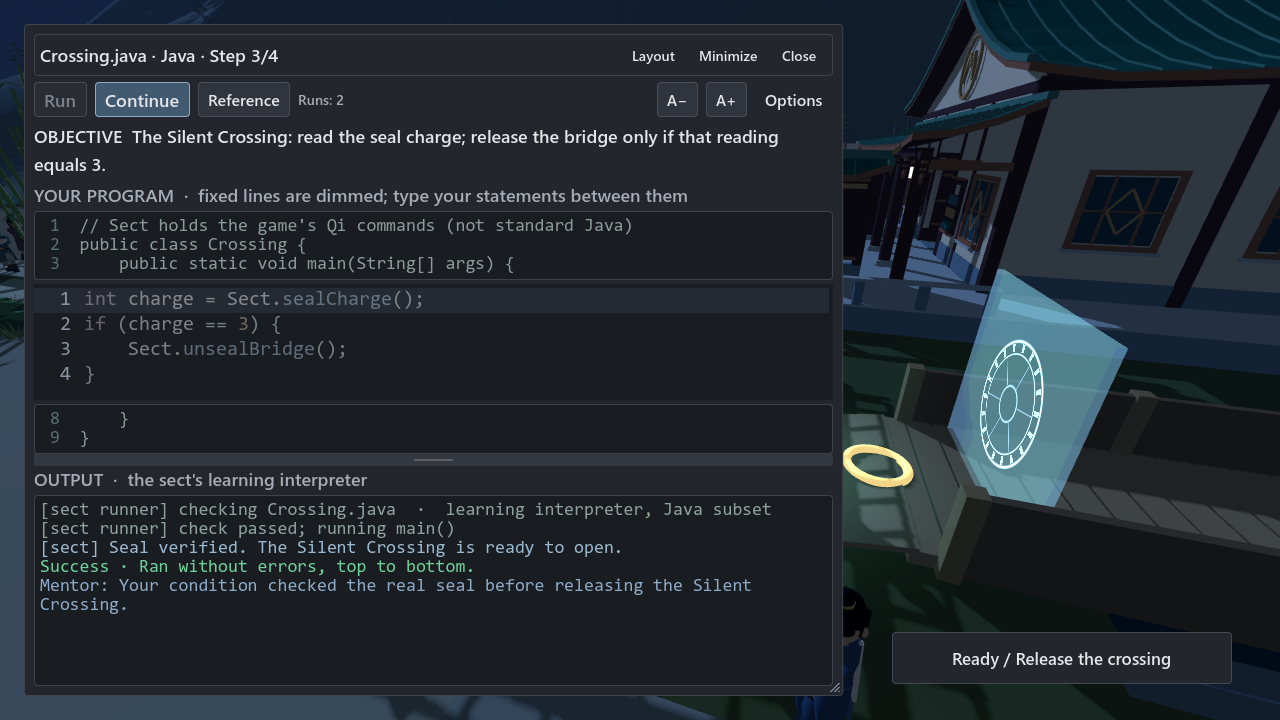 Crossing.java · Java · Step 3/4
Layout
Minimize
Close
Run
Continue
Reference
Runs: 2
A−
A+
Options
OBJECTIVE  The Silent Crossing: read the seal charge; release the bridge only if that reading
equals 3.
YOUR PROGRAM  ·  fixed lines are dimmed; type your statements between them
1  // Sect holds the game's Qi commands (not standard Java)
2  public class Crossing {
3      public static void main(String[] args) {
1  int charge = Sect.sealCharge();
2  if (charge == 3) {
3      Sect.unsealBridge();
4  }
8      }
9  }
OUTPUT  ·  the sect's learning interpreter
[sect runner] checking Crossing.java  ·  learning interpreter, Java subset
[sect runner] check passed; running main()
[sect] Seal verified. The Silent Crossing is ready to open.
Success · Ran without errors, top to bottom.
Mentor: Your condition checked the real seal before releasing the Silent
Crossing.
Ready / Release the crossing